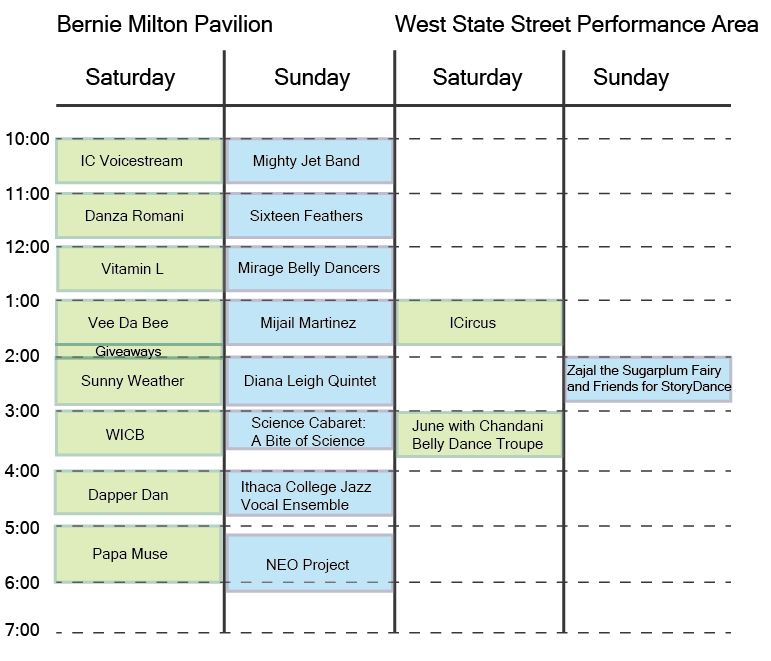 Bernie Milton Pavilion
West State Street Performance Area
Saturday
Sunday
Saturday
Sunday
10:00
IC Voicestream
Mighty Jet Band
11:00
Danza Romani
Sixteen Feathers
12:00
Vitamin L
Mirage Belly Dancers
1:00
Vee Da Bee
Mijail Martinez
ICircus
Giveaways
2:00
Sunny Weather
Diana Leigh Quintet
Zajal the Sugarplum Fairy
and Friends for StoryDance
3:00
WICB
Science Cabaret:
A Bite of Science
June with Chandani
Belly Dance Troupe
4:00
Dapper Dan
Ithaca College Jazz
Vocal Ensemble
5:00
Papa Muse
NEO Project
6:00
7:00